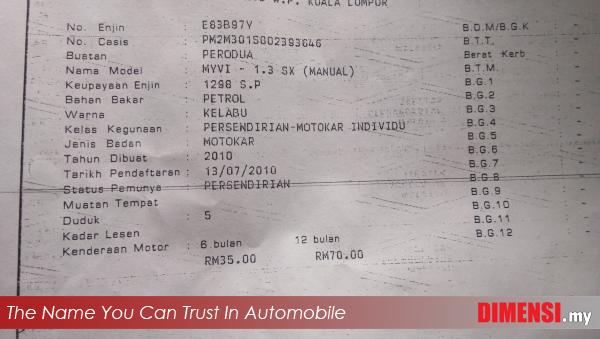 W.P. KUALA LUMPUR
No. Enjin : E83B97Y B.D.M/B.G.K : -
No. Casis : PM2M301S002393646 B.T.T. : -
Buatan : PERODUA Berat Kerb : -
Nama Model : MYVI - 1.3 SX (MANUAL) B.T.M. : -
Keupayaan Enjin : 1298 S.P B.G.1 : -
Bahan Bakar : PETROL B.G.2 : -
Warna : KELABU B.G.3 : -
Kelas Kegunaan : PERSENDIRIAN-MOTOKAR INDIVIDU B.G.4 : -
Jenis Badan : MOTOKAR B.G.5 : -
Tahun Dibuat : 2010 B.G.6 : -
Tarikh Pendaftaran : 13/07/2010 B.G.7 : -
Status Pemunya : PERSENDIRIAN B.G.8 : -
Muatan Tempat B.G.9 : -
Duduk : 5 B.G.10 : -
Kadar Lesen B.G.11 : -
Kenderaan Motor : 6 bulan 12 bulan B.G.12 : -
RM35.00 RM70.00
The Name You Can Trust In Automobile
DIMENSI.my